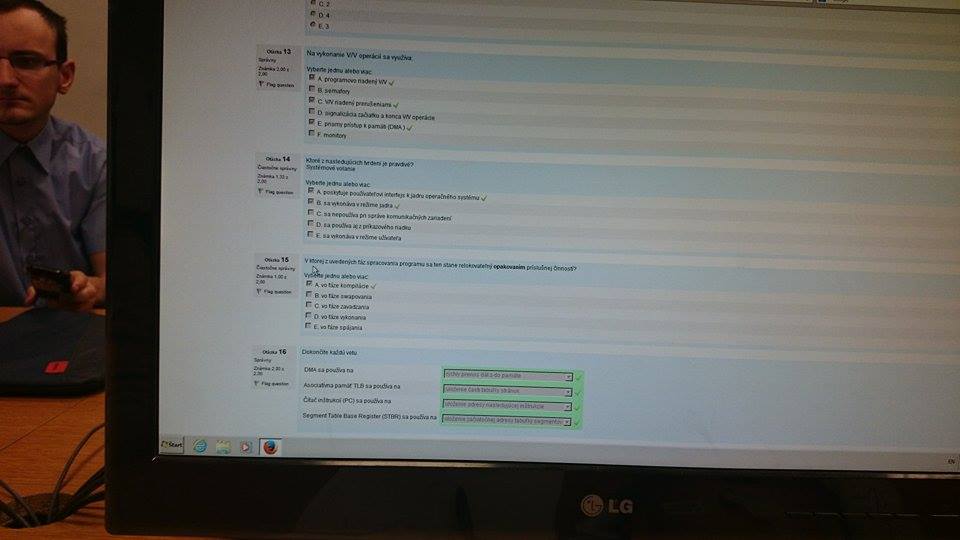 C. 2
D. 4
E. 3
Otázka 13
Správny
Známka 2,00 z
2,00
Flag question
Na vykonanie V/V operácií sa využíva:
Vyberte jednu alebo viac:
A. programovo riadený V/V
B. semafory
C. V/V riadený prerušeniami
D. signalizácia začiatku a konca V/V operácie
E. priamy prístup k pamäti (DMA)
F. monitory
Otázka 14
Čiastočne správny
Známka 1,33 z
2,00
Flag question
Ktoré z nasledujúcich tvrdení je pravdivé?
Systémové volanie
Vyberte jednu alebo viac:
A. poskytuje používateľovi interfejs k jadru operačného systému
B. sa vykonáva v režime jadra
C. sa nepoužíva pri správe komunikačných zariadení
D. sa používa aj z príkazového riadku
E. sa vykonáva v režime užívateľa
Otázka 15
Čiastočne správny
Známka 1,00 z
2,00
Flag question
V ktorej z uvedených fáz spracovania programu sa ten stane relokovateľný opakovaním príslušnej činnosti?
Vyberte jednu alebo viac:
A. vo fáze kompilácie
B. vo fáze swapovania
C. vo fáze zavádzania
D. vo fáze vykonania
E. vo fáze spájania
Otázka 16
Správny
Známka 2,00 z
2,00
Flag question
Dokončite každú vetu.
DMA sa používa na
rýchly prenos dát z-do pamäte
Asociatívna pamäť TLB sa používa na
uloženie časti tabuľky stránok
Čítač inštrukcií (PC) sa používa na
uloženie adresy nasledujúcej inštrukcie
Segment Table Base Register (STBR) sa používa na
uloženie začiatočnej adresy tabuľky segmentov
Start
EN
LG